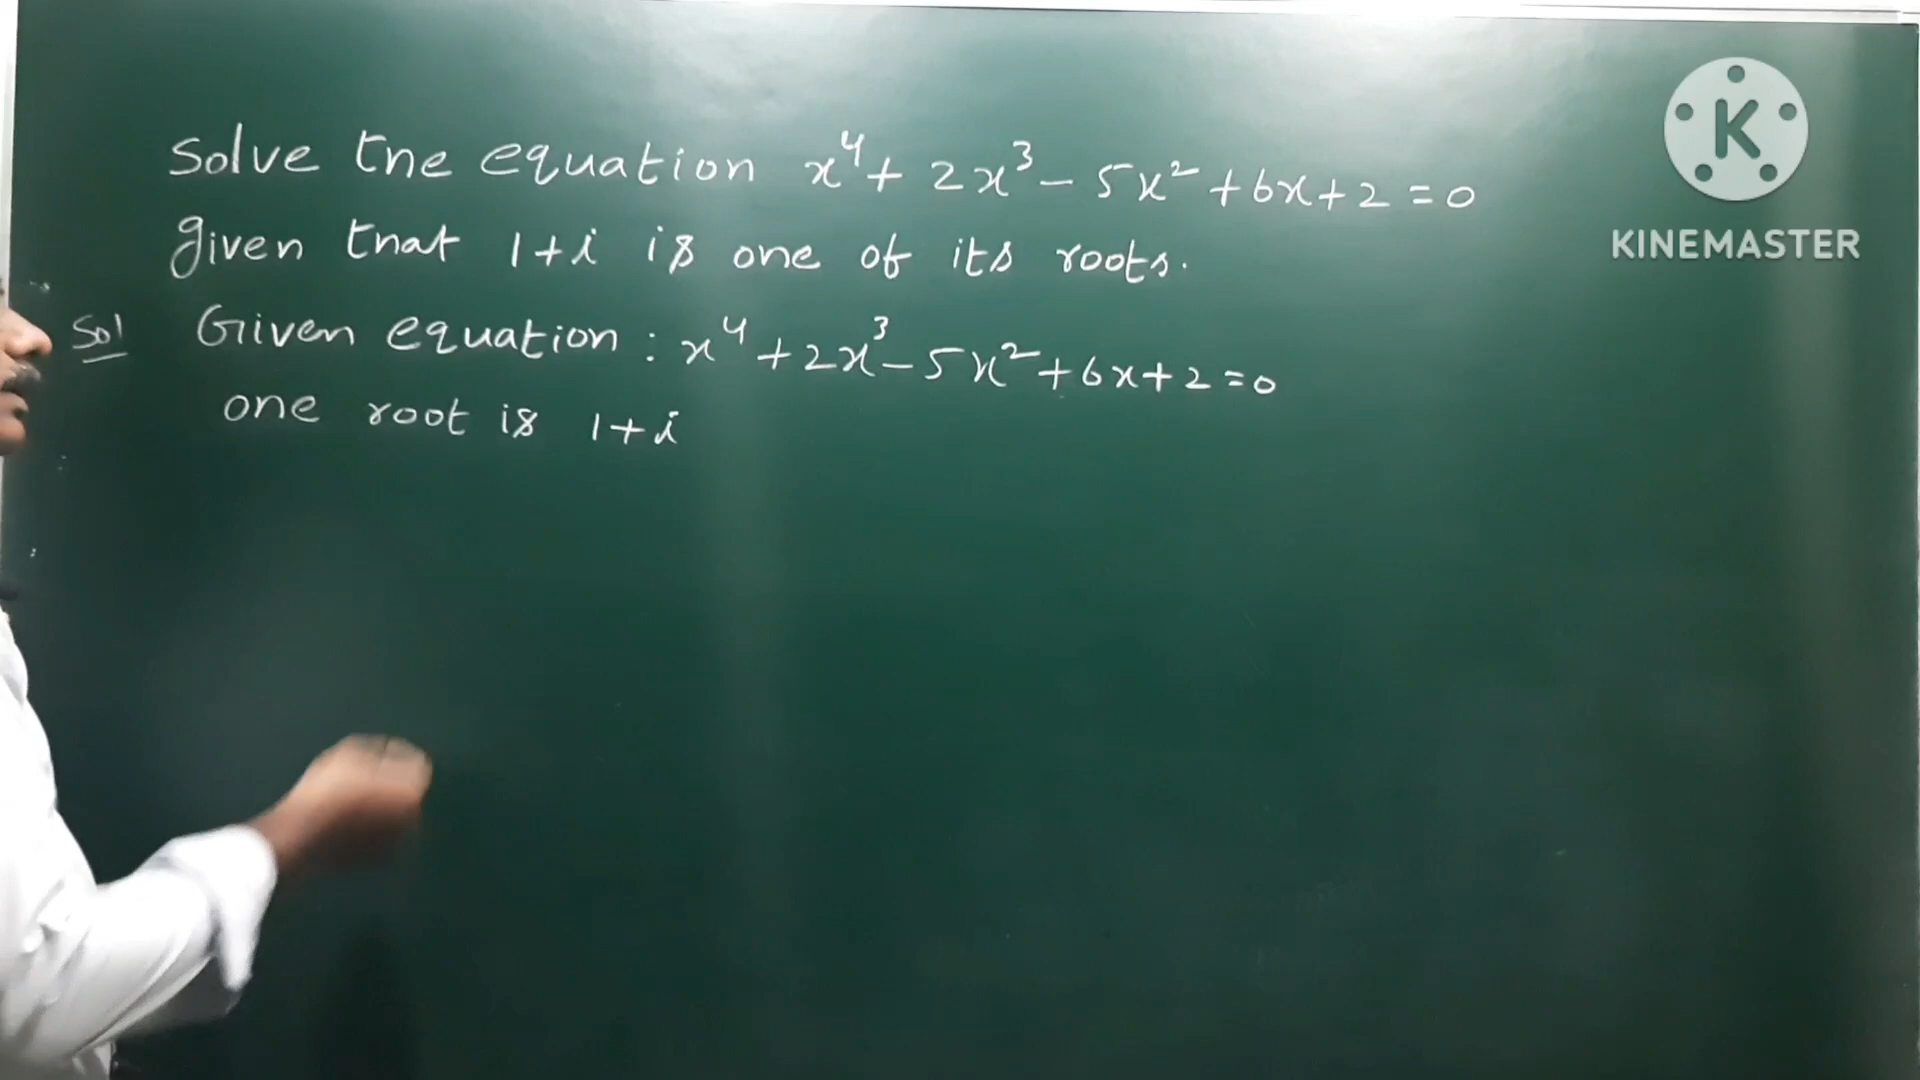 Solve the equation x⁴ + 2x³ - 5x² + 6x + 2 = 0
given that 1+i is one of its roots.
Sol Given equation : x⁴ + 2x³ - 5x² + 6x + 2 = 0
one root is 1+i
K
KINEMASTER